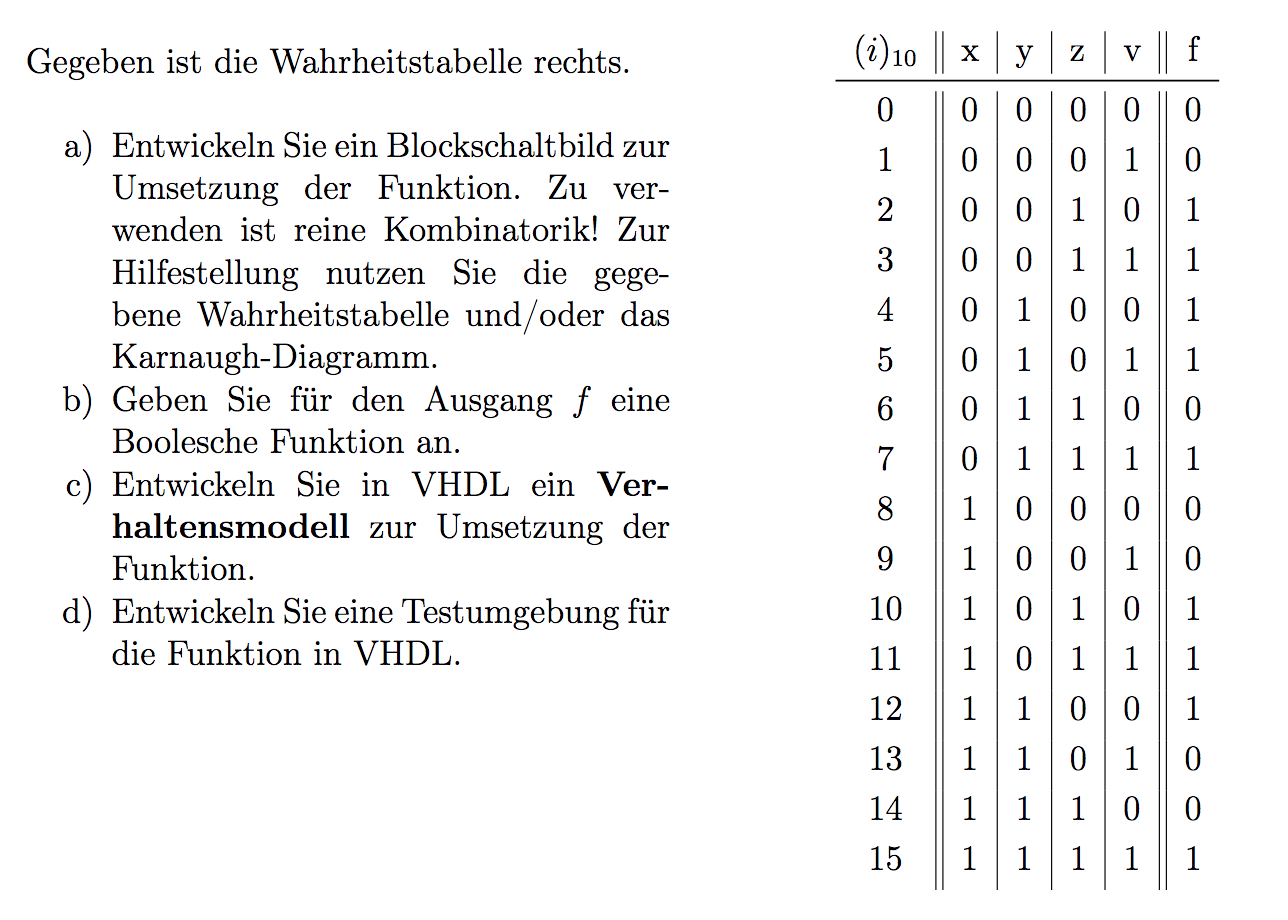 Gegeben ist die Wahrheitstabelle rechts.
a) Entwickeln Sie ein Blockschaltbild zur
Umsetzung der Funktion. Zu ver-
wenden ist reine Kombinatorik! Zur
Hilfestellung nutzen Sie die gege-
bene Wahrheitstabelle und/oder das
Karnaugh-Diagramm.
b) Geben Sie für den Ausgang f eine
Boolesche Funktion an.
c) Entwickeln Sie in VHDL ein Ver-
haltensmodell zur Umsetzung der
Funktion.
d) Entwickeln Sie eine Testumgebung für
die Funktion in VHDL.
(i)10 x y z v f
0 0 0 0 0 0
1 0 0 0 1 0
2 0 0 1 0 1
3 0 0 1 1 1
4 0 1 0 0 1
5 0 1 0 1 1
6 0 1 1 0 0
7 0 1 1 1 1
8 1 0 0 0 0
9 1 0 0 1 0
10 1 0 1 0 1
11 1 0 1 1 1
12 1 1 0 0 1
13 1 1 0 1 0
14 1 1 1 0 0
15 1 1 1 1 1